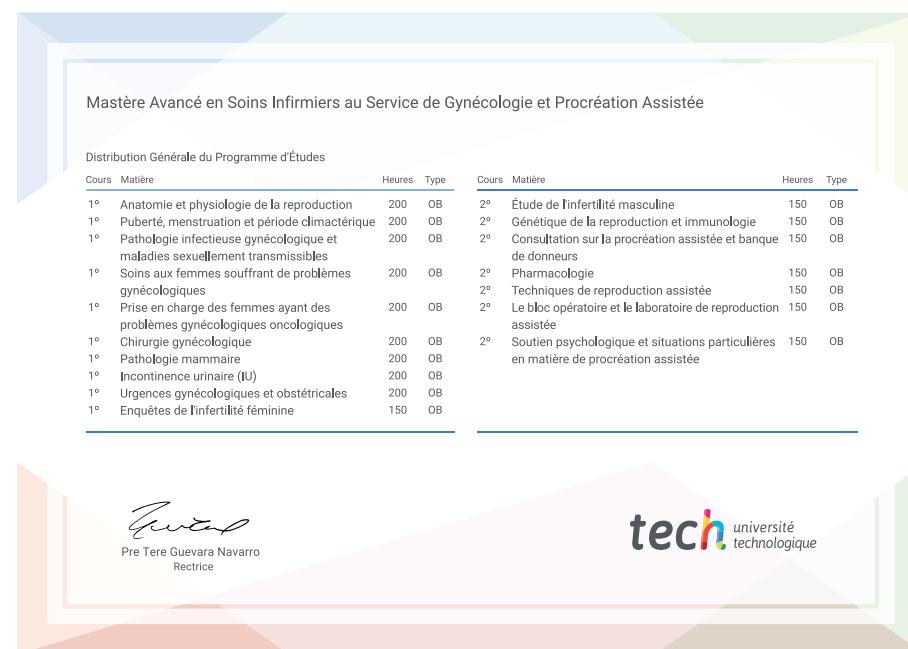 Mastère Avancé en Soins Infirmiers au Service de Gynécologie et Procréation Assistée
Distribution Générale du Programme d'Études
Cours Matière Heures Type
1º Anatomie et physiologie de la reproduction 200 OB
1º Puberté, menstruation et période climactérique 200 OB
1º Pathologie infectieuse gynécologique et 200 OB
maladies sexuellement transmissibles
1º Soins aux femmes souffrant de problèmes 200 OB
gynécologiques
1º Prise en charge des femmes ayant des 200 OB
problèmes gynécologiques oncologiques
1º Chirurgie gynécologique 200 OB
1º Pathologie mammaire 200 OB
1º Incontinence urinaire (IU) 200 OB
1º Urgences gynécologiques et obstétricales 200 OB
1º Enquêtes de l'infertilité féminine 150 OB
Cours Matière Heures Type
2º Étude de l'infertilité masculine 150 OB
2º Génétique de la reproduction et immunologie 150 OB
2º Consultation sur la procréation assistée et banque 150 OB
de donneurs
2º Pharmacologie 150 OB
2º Techniques de reproduction assistée 150 OB
2º Le bloc opératoire et le laboratoire de reproduction 150 OB
assistée
2º Soutien psychologique et situations particulières 150 OB
en matière de procréation assistée
Pre Tere Guevara Navarro
Rectrice
tech université
technologique